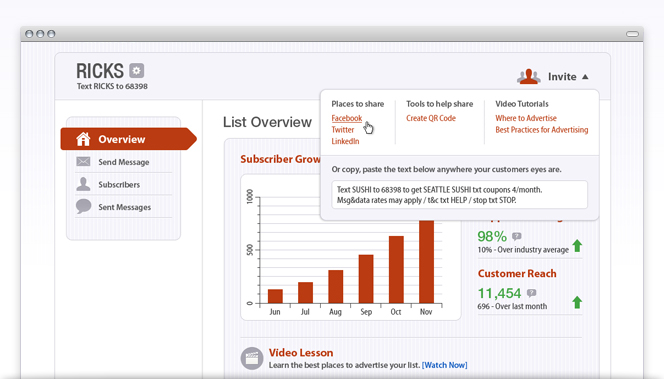 RICKS
Text RICKS to 68398
Invite
Places to share
Facebook
Twitter
LinkedIn
Tools to help share
Create QR Code
Video Tutorials
Where to Advertise
Best Practices for Advertising
Or copy, paste the text below anywhere your customers eyes are.
Text SUSHI to 68398 to get SEATTLE SUSHI txt coupons 4/month.
Msg&data rates may apply / t&c txt HELP / stop txt STOP.
Overview
Send Message
Subscribers
Sent Messages
List Overview
Subscriber Grow
1000
500
0
Jun Jul Aug Sep Oct Nov
98% ?
10% - Over industry average
Customer Reach
11,454 ?
696 - Over last month
Video Lesson
Learn the best places to advertise your list. [Watch Now]